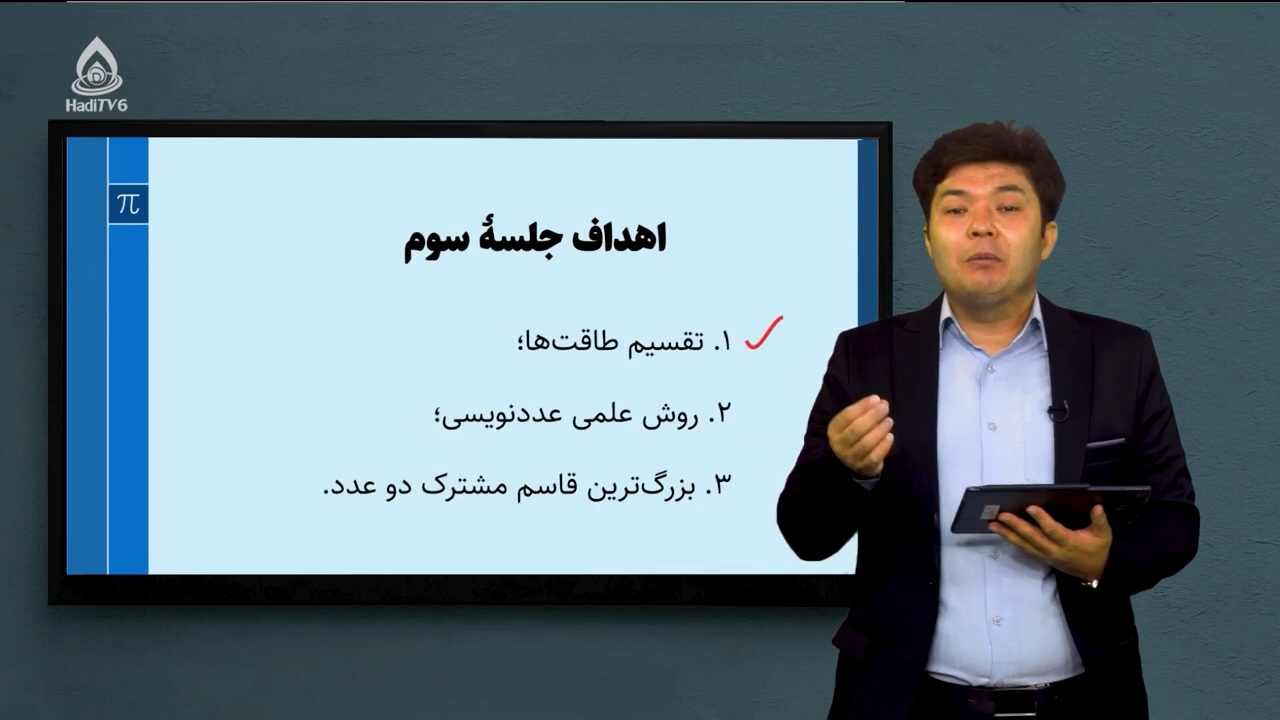 HadiTV6
π
اهداف جلسهٔ سوم
۱. تقسیم طاقت‌ها؛
۲. روش علمی عددنویسی؛
۳. بزرگ‌ترین قاسم مشترک دو عدد.